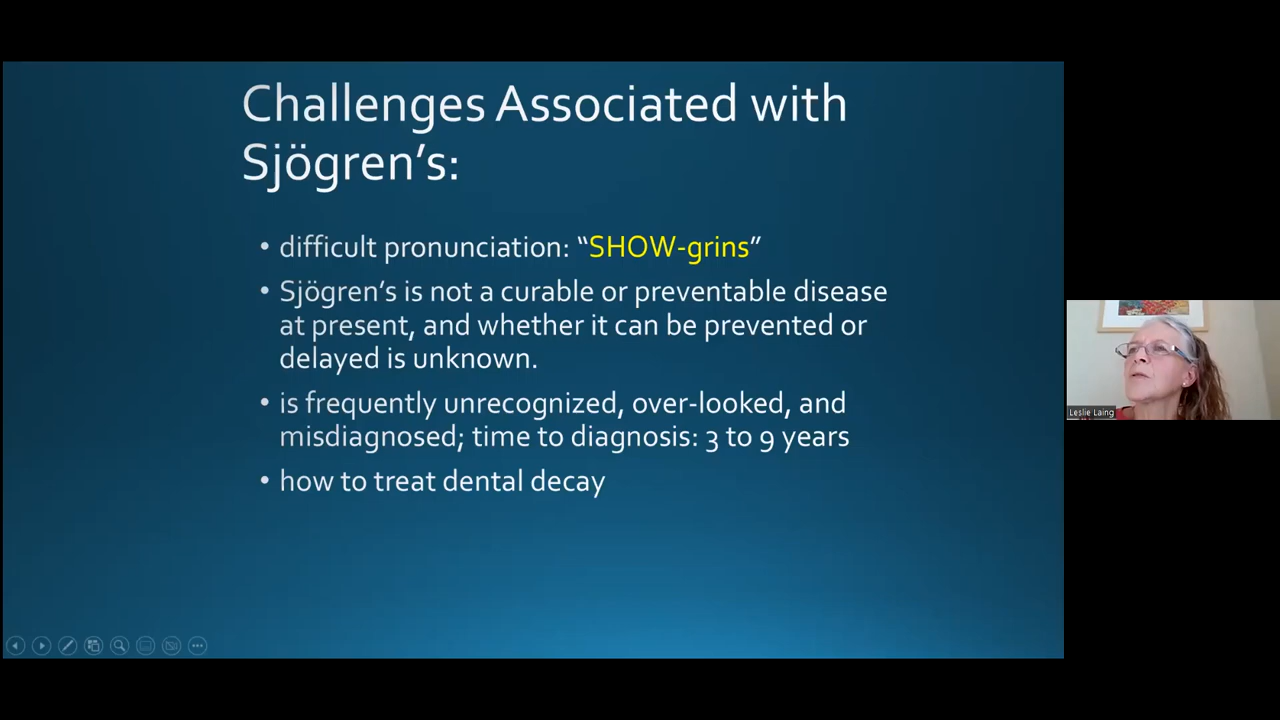 Challenges Associated with
Sjögren’s:
• difficult pronunciation: “SHOW-grins”
• Sjögren’s is not a curable or preventable disease
at present, and whether it can be prevented or
delayed is unknown.
• is frequently unrecognized, over-looked, and
misdiagnosed; time to diagnosis: 3 to 9 years
• how to treat dental decay
Leslie Laing